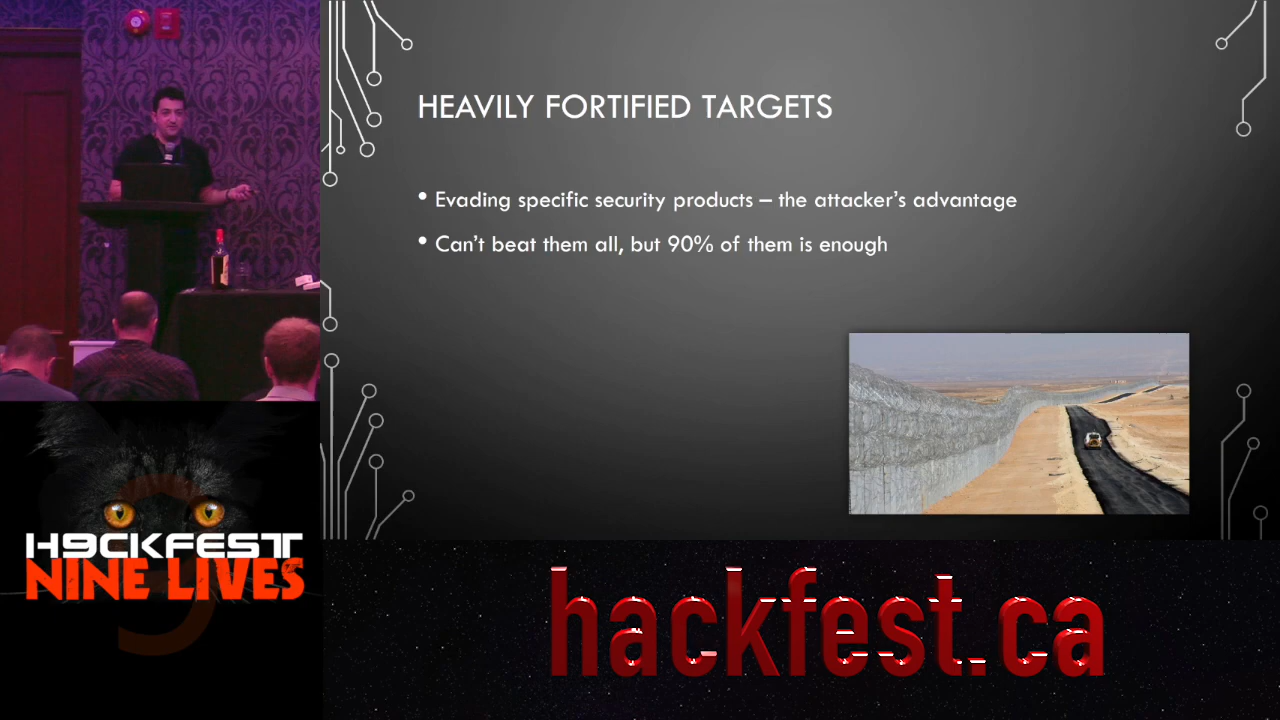 HEAVILY FORTIFIED TARGETS
• Evading specific security products – the attacker's advantage
• Can't beat them all, but 90% of them is enough
H9CKFEST
NINE LIVES
9
hackfest.ca